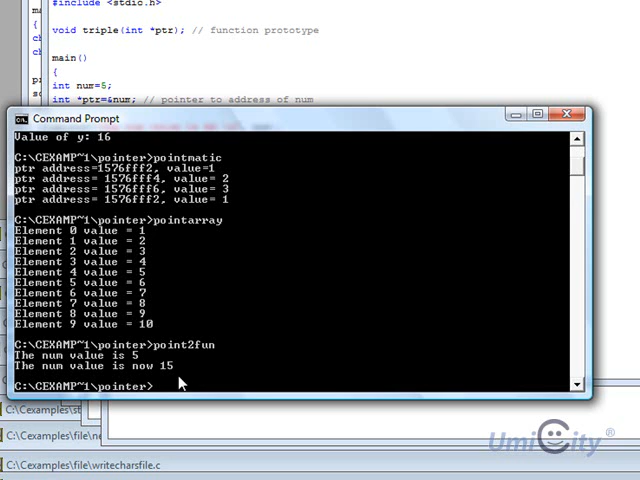 #include <stdio.h>
void triple(int *ptr); // function prototype
main()
{
int num=5;
int *ptr=&num; // pointer to address of num
Command Prompt
Value of y: 16
C:\CEXAMP~1\pointer>pointmatic
ptr address=1576fff2, value=1
ptr address= 1576fff4, value= 2
ptr address= 1576fff6, value= 3
ptr address= 1576fff2, value= 1
C:\CEXAMP~1\pointer>pointarray
Element 0 value = 1
Element 1 value = 2
Element 2 value = 3
Element 3 value = 4
Element 4 value = 5
Element 5 value = 6
Element 6 value = 7
Element 7 value = 8
Element 8 value = 9
Element 9 value = 10
C:\CEXAMP~1\pointer>point2fun
The num value is 5
The num value is now 15
C:\CEXAMP~1\pointer>
C:\Cexamples\st
C:\Cexamples\file\ne
UmiCity ®
C:\Cexamples\file\writecharsfile.c